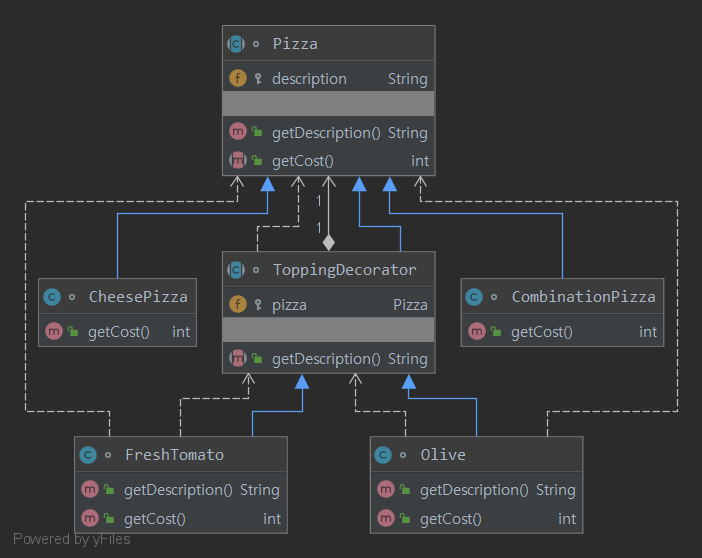 Pizza
description String
getDescription() String
getCost() int
1
1
ToppingDecorator
pizza Pizza
getDescription() String
CheesePizza
getCost() int
CombinationPizza
getCost() int
FreshTomato
getDescription() String
getCost() int
Olive
getDescription() String
getCost() int
Powered by yFiles